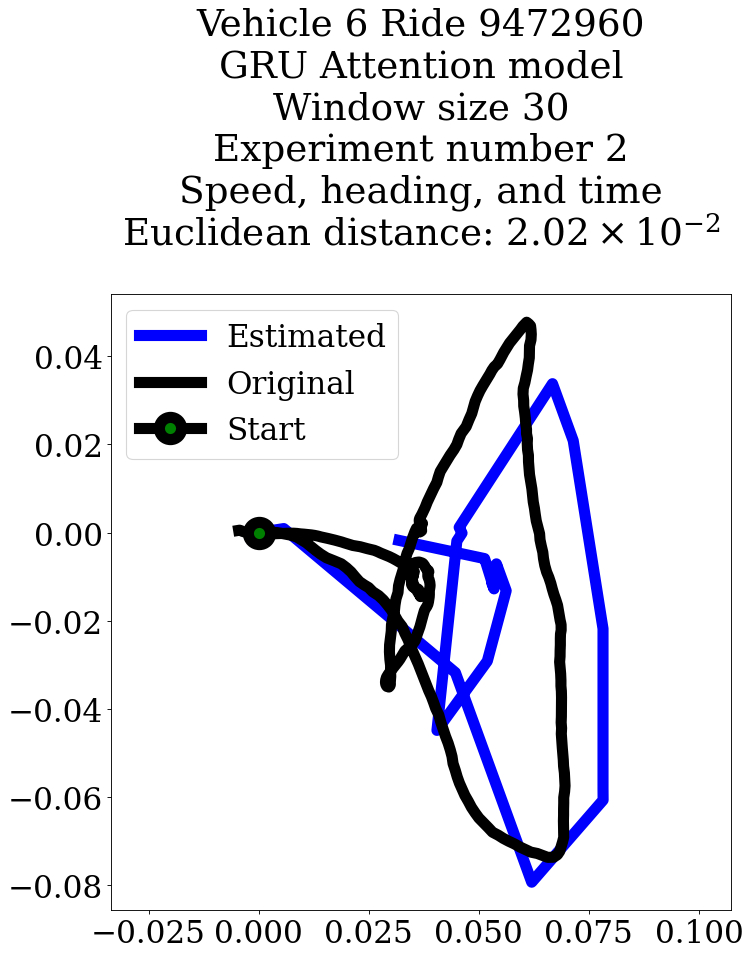 Vehicle 6 Ride 9472960
GRU Attention model
Window size 30
Experiment number 2
Speed, heading, and time
Euclidean distance: 2.02 × 10⁻²
Estimated
Original
Start
0.04
0.02
0.00
−0.02
−0.04
−0.06
−0.08
−0.025 0.000 0.025 0.050 0.075 0.100